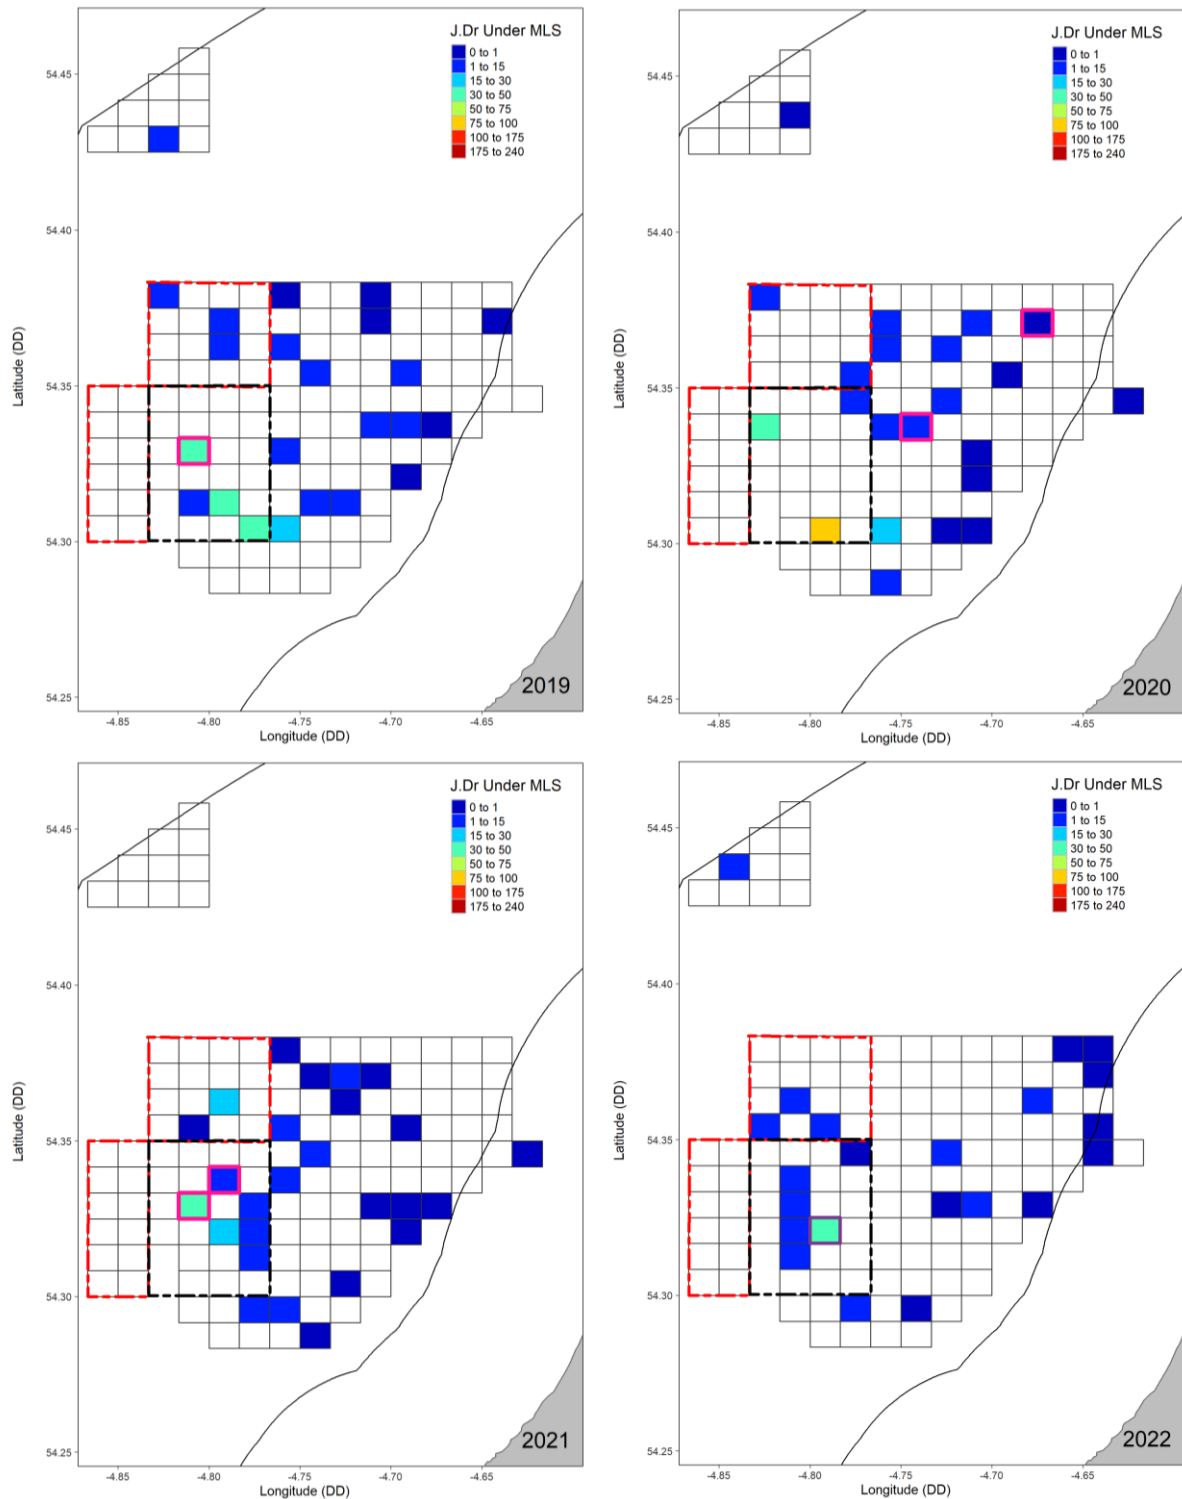 J.Dr Under MLS
0 to 1
1 to 15
15 to 30
30 to 50
50 to 75
75 to 100
100 to 175
175 to 240
54.45
54.40
54.35
54.30
54.25
Latitude (DD)
-4.85 -4.80 -4.75 -4.70 -4.65
Longitude (DD)
2019
J.Dr Under MLS
0 to 1
1 to 15
15 to 30
30 to 50
50 to 75
75 to 100
100 to 175
175 to 240
54.45
54.40
54.35
54.30
54.25
Latitude (DD)
-4.85 -4.80 -4.75 -4.70 -4.65
Longitude (DD)
2020
J.Dr Under MLS
0 to 1
1 to 15
15 to 30
30 to 50
50 to 75
75 to 100
100 to 175
175 to 240
54.45
54.40
54.35
54.30
54.25
Latitude (DD)
-4.85 -4.80 -4.75 -4.70 -4.65
Longitude (DD)
2021
J.Dr Under MLS
0 to 1
1 to 15
15 to 30
30 to 50
50 to 75
75 to 100
100 to 175
175 to 240
54.45
54.40
54.35
54.30
54.25
Latitude (DD)
-4.85 -4.80 -4.75 -4.70 -4.65
Longitude (DD)
2022